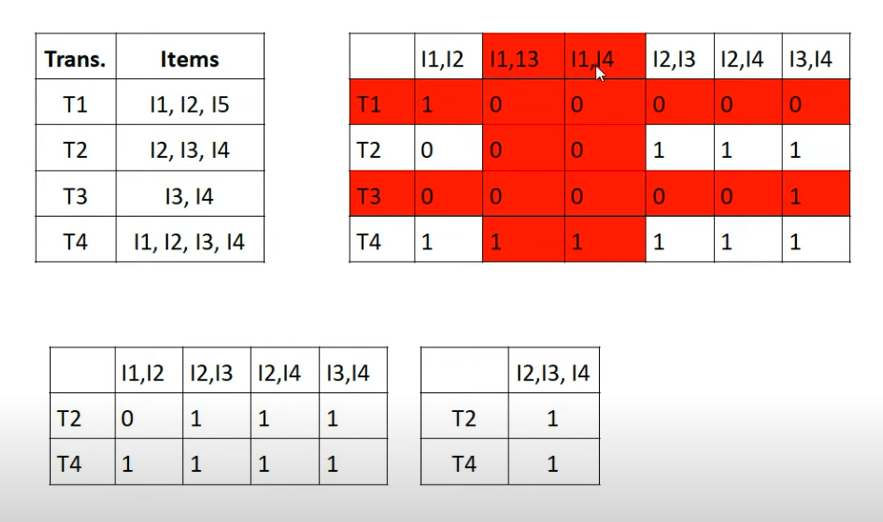 Trans. Items
T1 I1, I2, I5
T2 I2, I3, I4
T3 I3, I4
T4 I1, I2, I3, I4
I1,I2 I1,13 I1,I4 I2,I3 I2,I4 I3,I4
T1 1 0 0 0 0 0
T2 0 0 0 1 1 1
T3 0 0 0 0 0 1
T4 1 1 1 1 1 1
I1,I2 I2,I3 I2,I4 I3,I4
T2 0 1 1 1
T4 1 1 1 1
I2,I3, I4
T2 1
T4 1